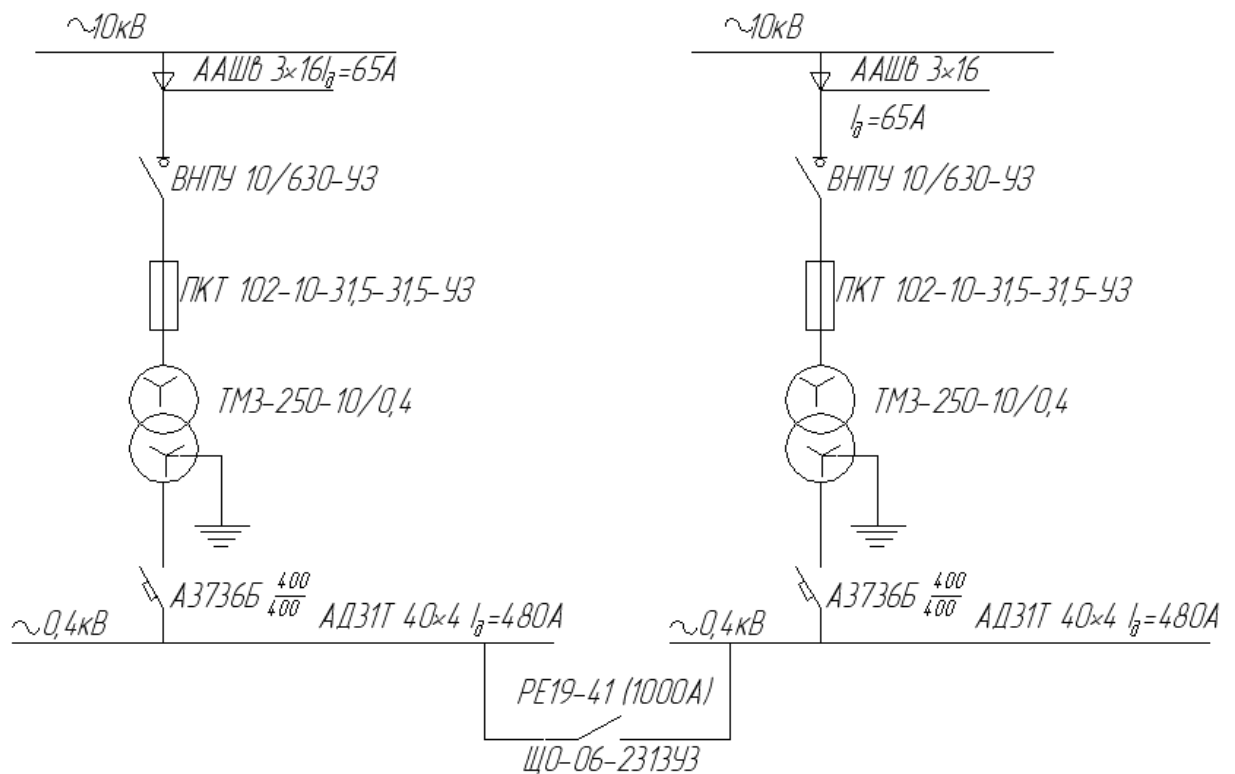 ~10кВ
ААШв 3×16 Iд=65А
ВНПУ 10/630-У3
ПКТ 102-10-31,5-31,5-У3
ТМЗ-250-10/0,4
А3736Б 400/400
~0,4кВ
АД31Т 40×4 Iд=480А
~10кВ
ААШв 3×16
Iд=65А
ВНПУ 10/630-У3
ПКТ 102-10-31,5-31,5-У3
ТМЗ-250-10/0,4
А3736Б 400/400
~0,4кВ
АД31Т 40×4 Iд=480А
РЕ19-41 (1000А)
ЩО-06-2313У3